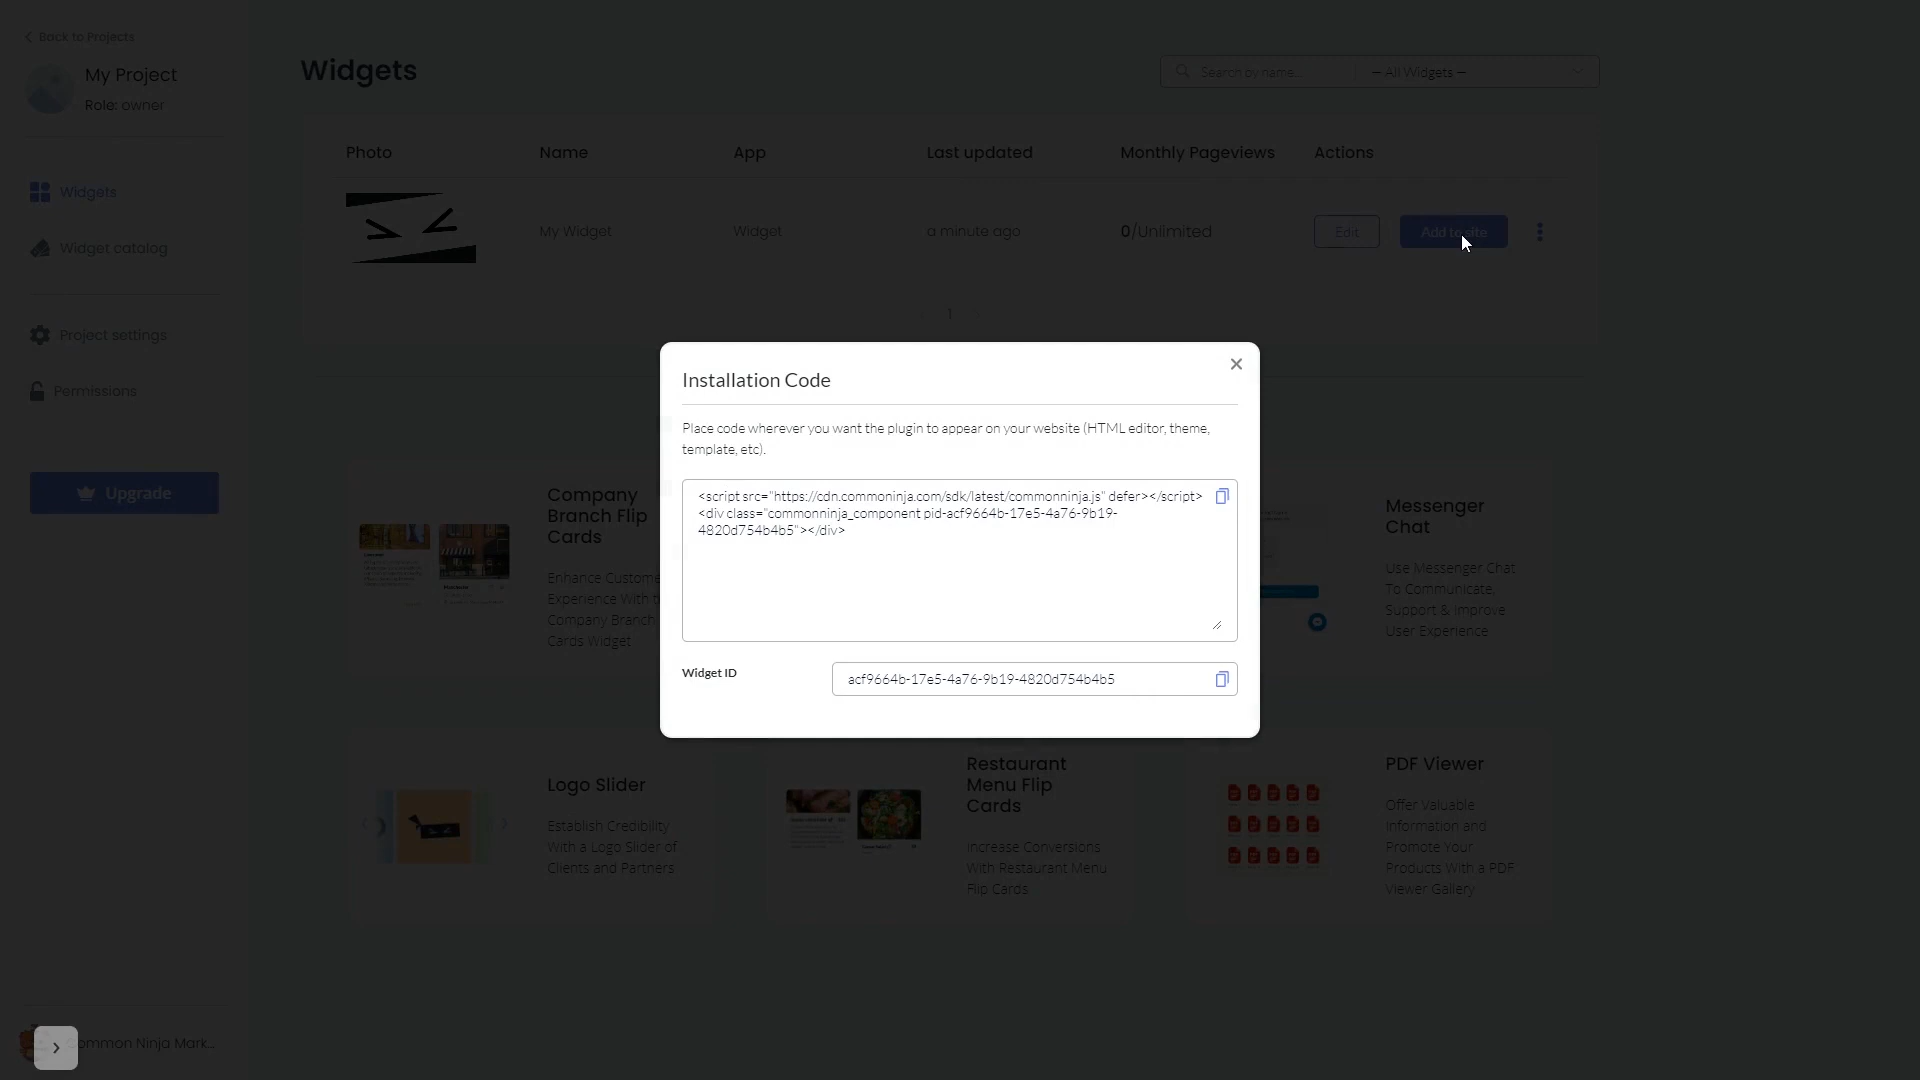 Back to Projects
My Project
Role: owner
Widgets
Widget catalog
Project settings
Permissions
Upgrade
Widgets
Search by name...
— All Widgets —
Photo
Name
App
Last updated
Monthly Pageviews
Actions
My Widget
Widget
a minute ago
0/Unlimited
Edit
Add to site
1
Installation Code
Place code wherever you want the plugin to appear on your website (HTML editor, theme,
template, etc).
<script src="https://cdn.commoninja.com/sdk/latest/commonninja.js" defer></script>
<div class="commonninja_component pid-acf9664b-17e5-4a76-9b19-
4820d754b4b5"></div>
Widget ID
acf9664b-17e5-4a76-9b19-4820d754b4b5
Company
Branch Flip
Cards
Enhance Custome
Experience With
Company Branch
Cards Widget
Messenger
Chat
Use Messenger Chat
To Communicate,
Support & Improve
User Experience
Logo Slider
Establish Credibility
With a Logo Slider of
Clients and Partners
Restaurant
Menu Flip
Cards
Increase Conversions
With Restaurant Menu
Flip Cards
PDF Viewer
Offer Valuable
Information and
Promote Your
Products With a PDF
Viewer Gallery
ommon Ninja Mark...